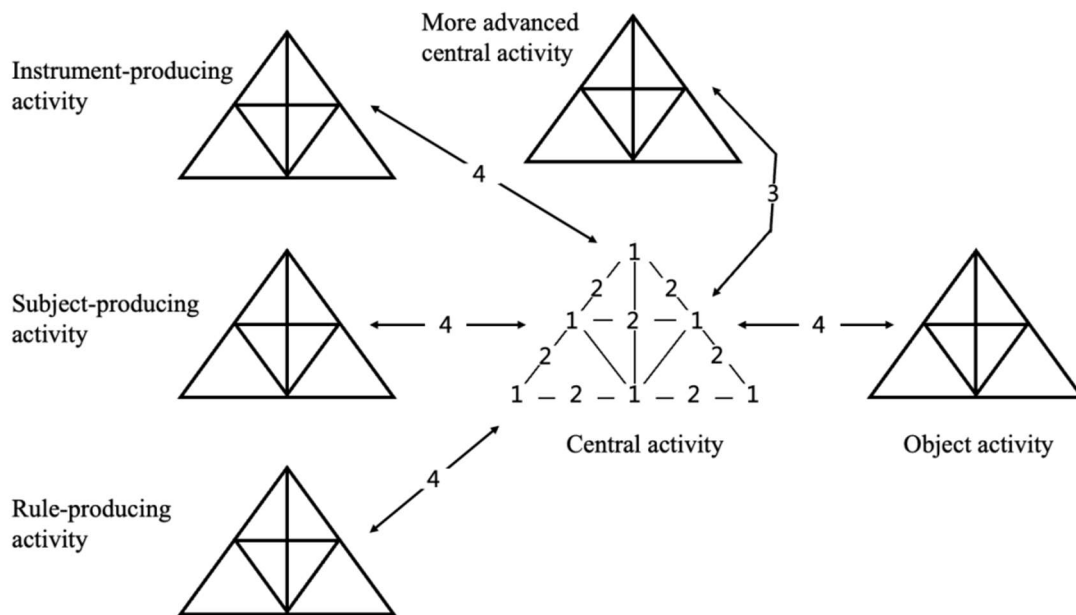 More advanced
central activity
Instrument-producing
activity
4
3
1
2 2
Subject-producing
activity
4
1 2 1
4
2 2
1 2 1 2 1
Central activity
Object activity
4
Rule-producing
activity